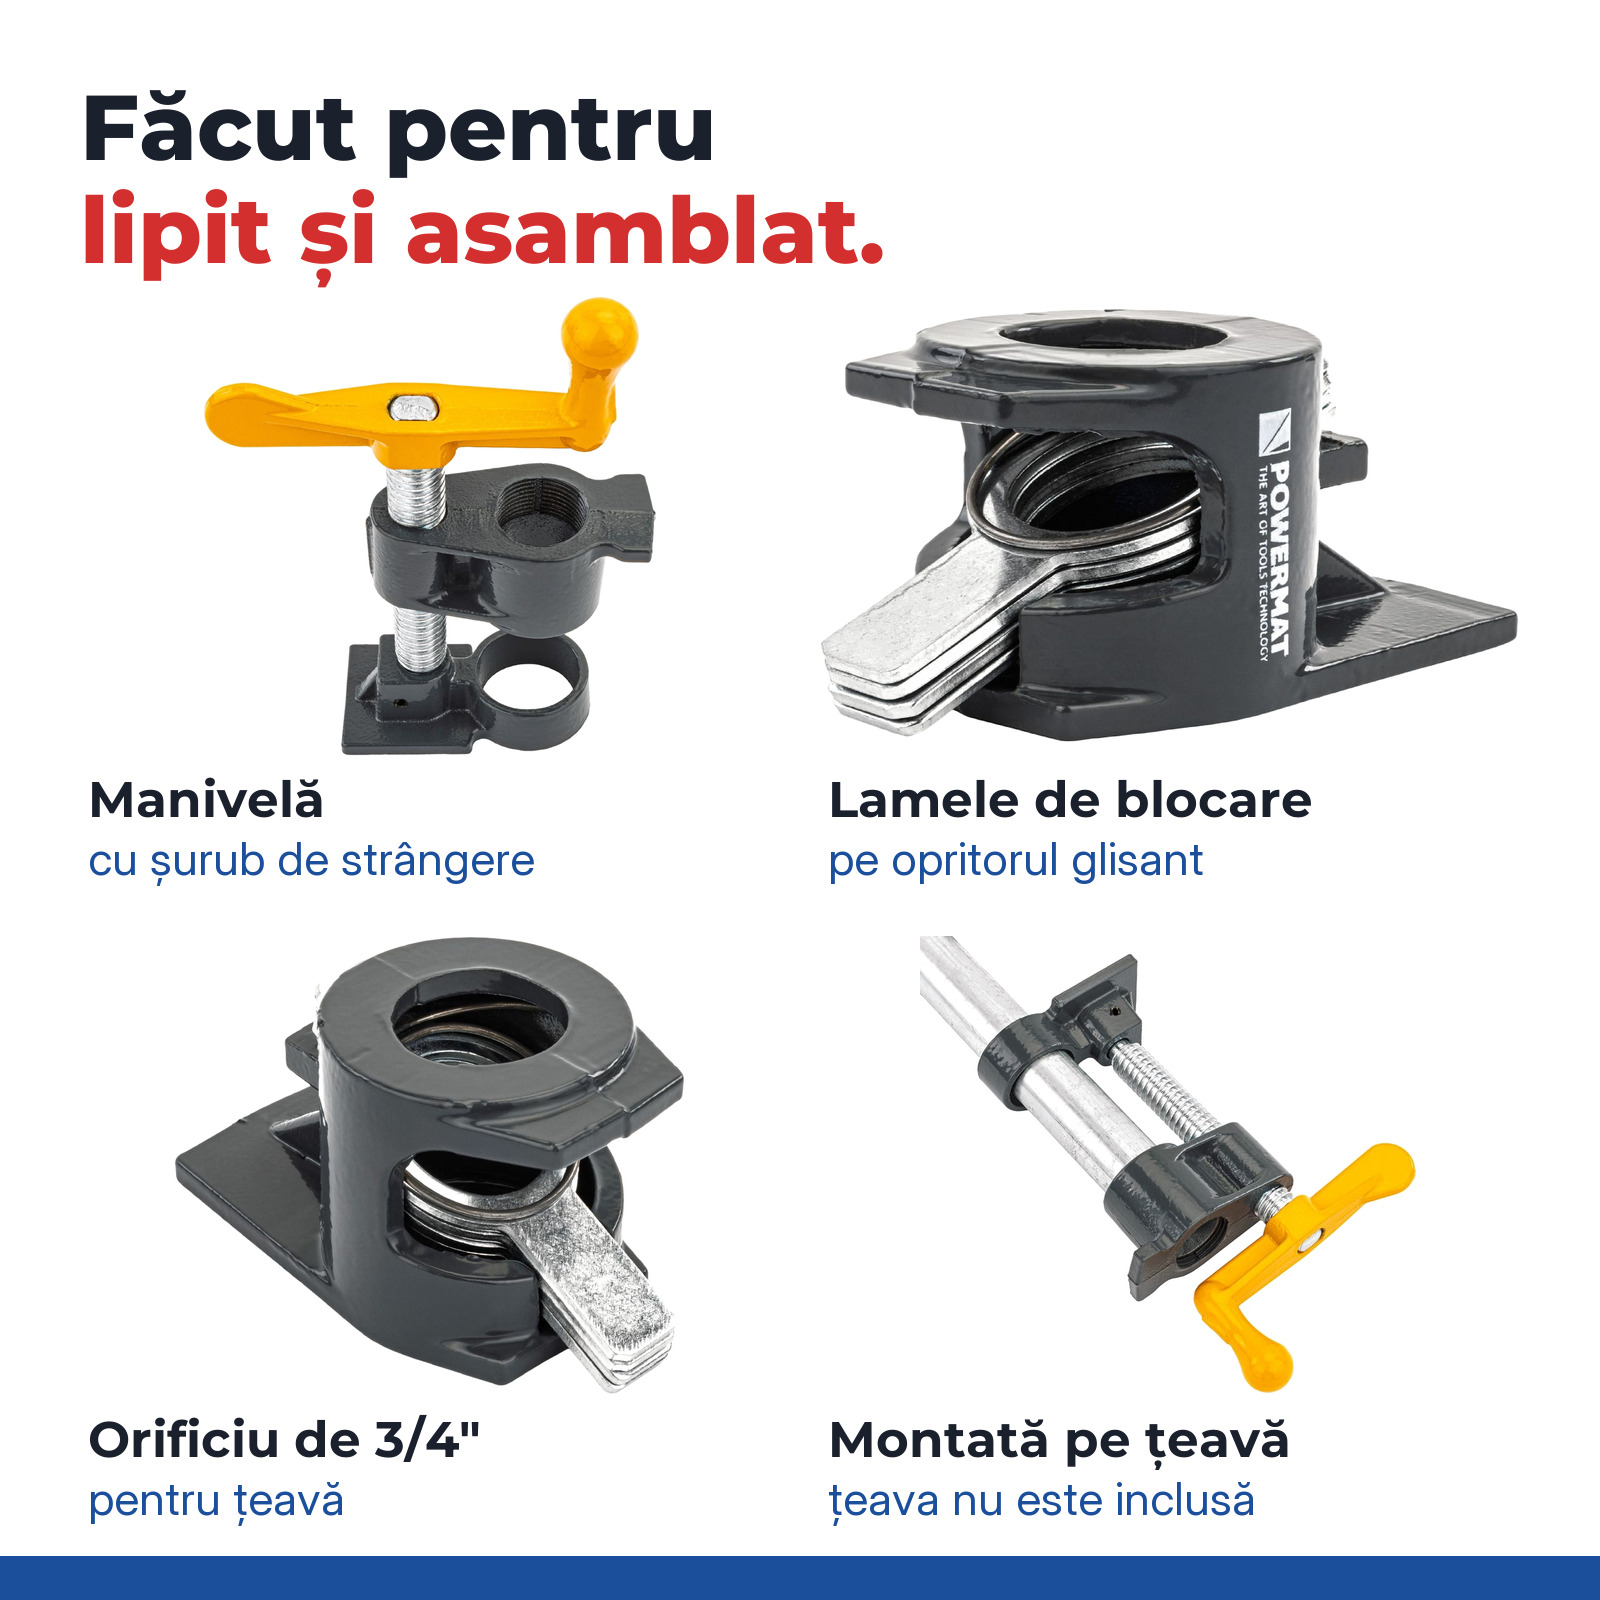 Făcut pentru
lipit și asamblat.
POWERMAT
THE ART OF TOOLS TECHNOLOGY
Manivelă
cu șurub de strângere
Lamele de blocare
pe opritorul glisant
Orificiu de 3/4"
pentru țeavă
Montată pe țeavă
țeava nu este inclusă